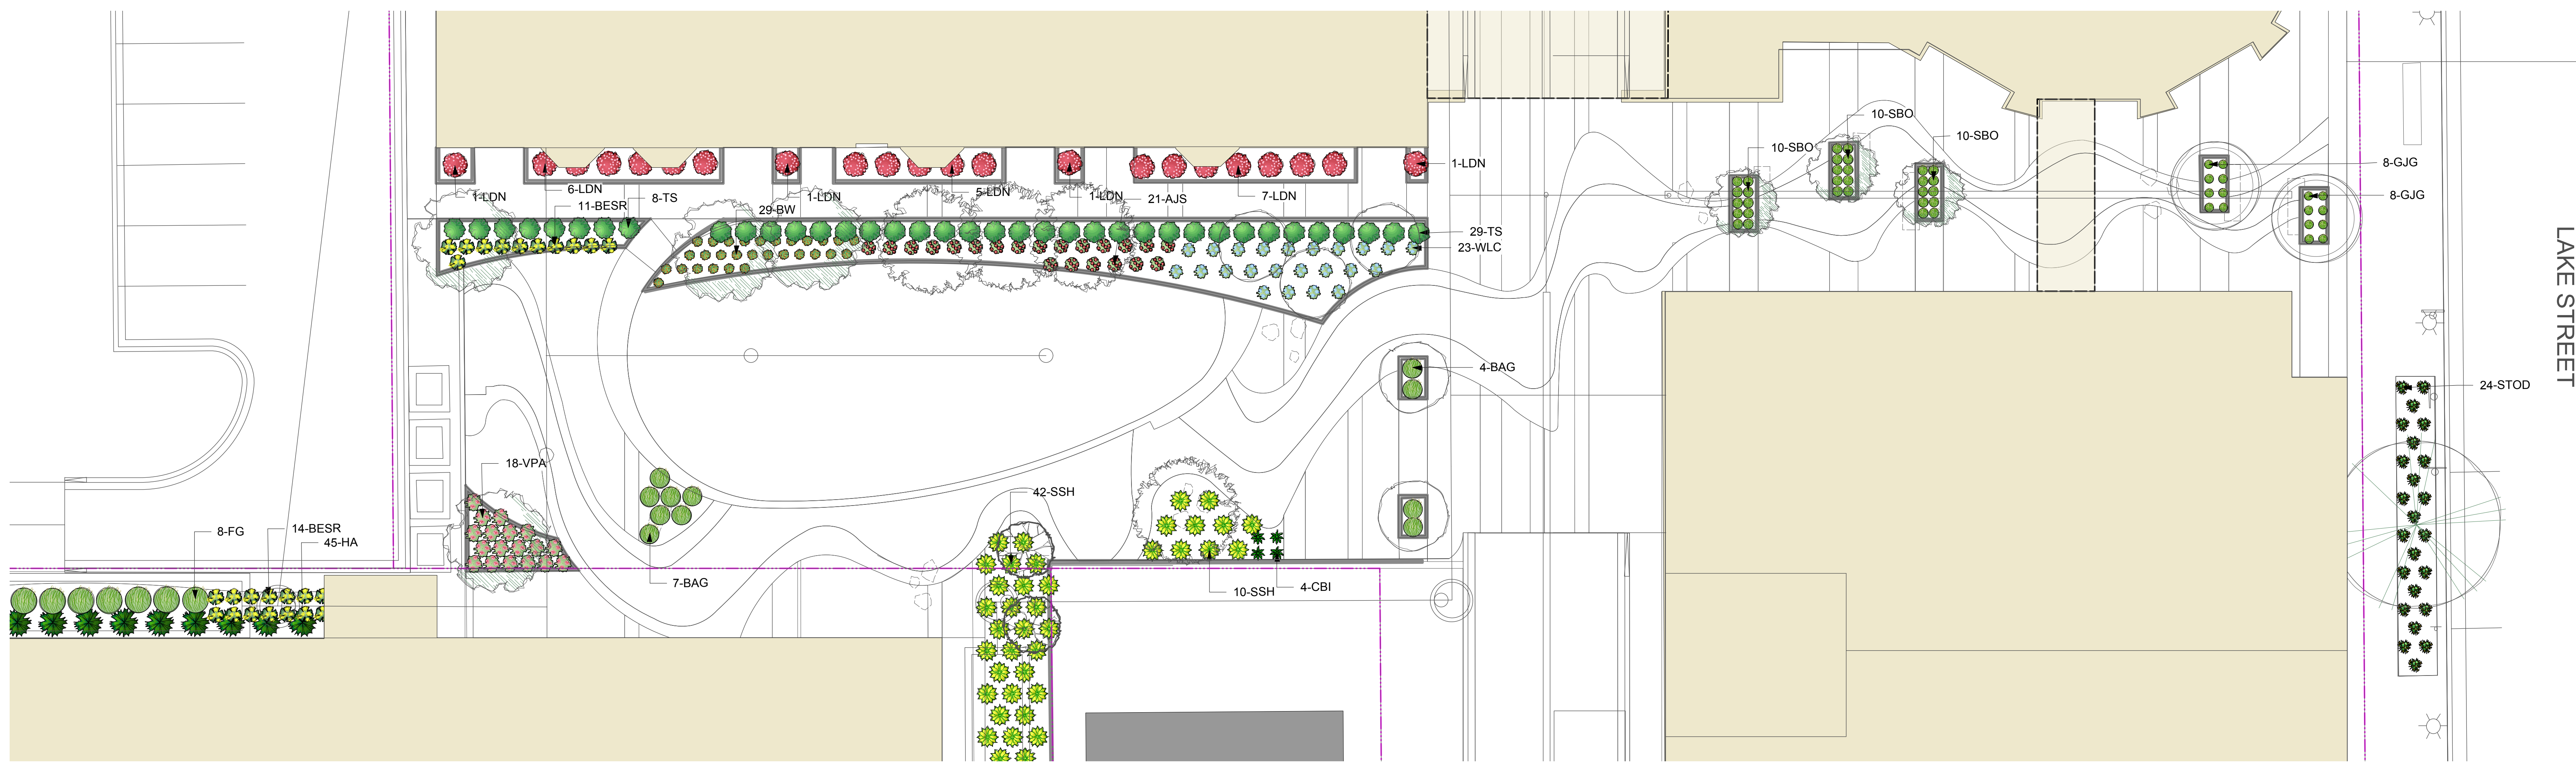 10-SBO
10-SBO
10-SBO
8-GJG
1-LDN
8-GJG
6-LDN
5-LDN
1-LDN
1-LDN
1-LDN
21-AJS
7-LDN
8-TS
11-BESR
29-BW
29-TS
23-WLC
LAKE STREET
4-BAG
24-STOD
18-VPA
42-SSH
14-BESR
8-FG
45-HA
7-BAG
4-CBI
10-SSH